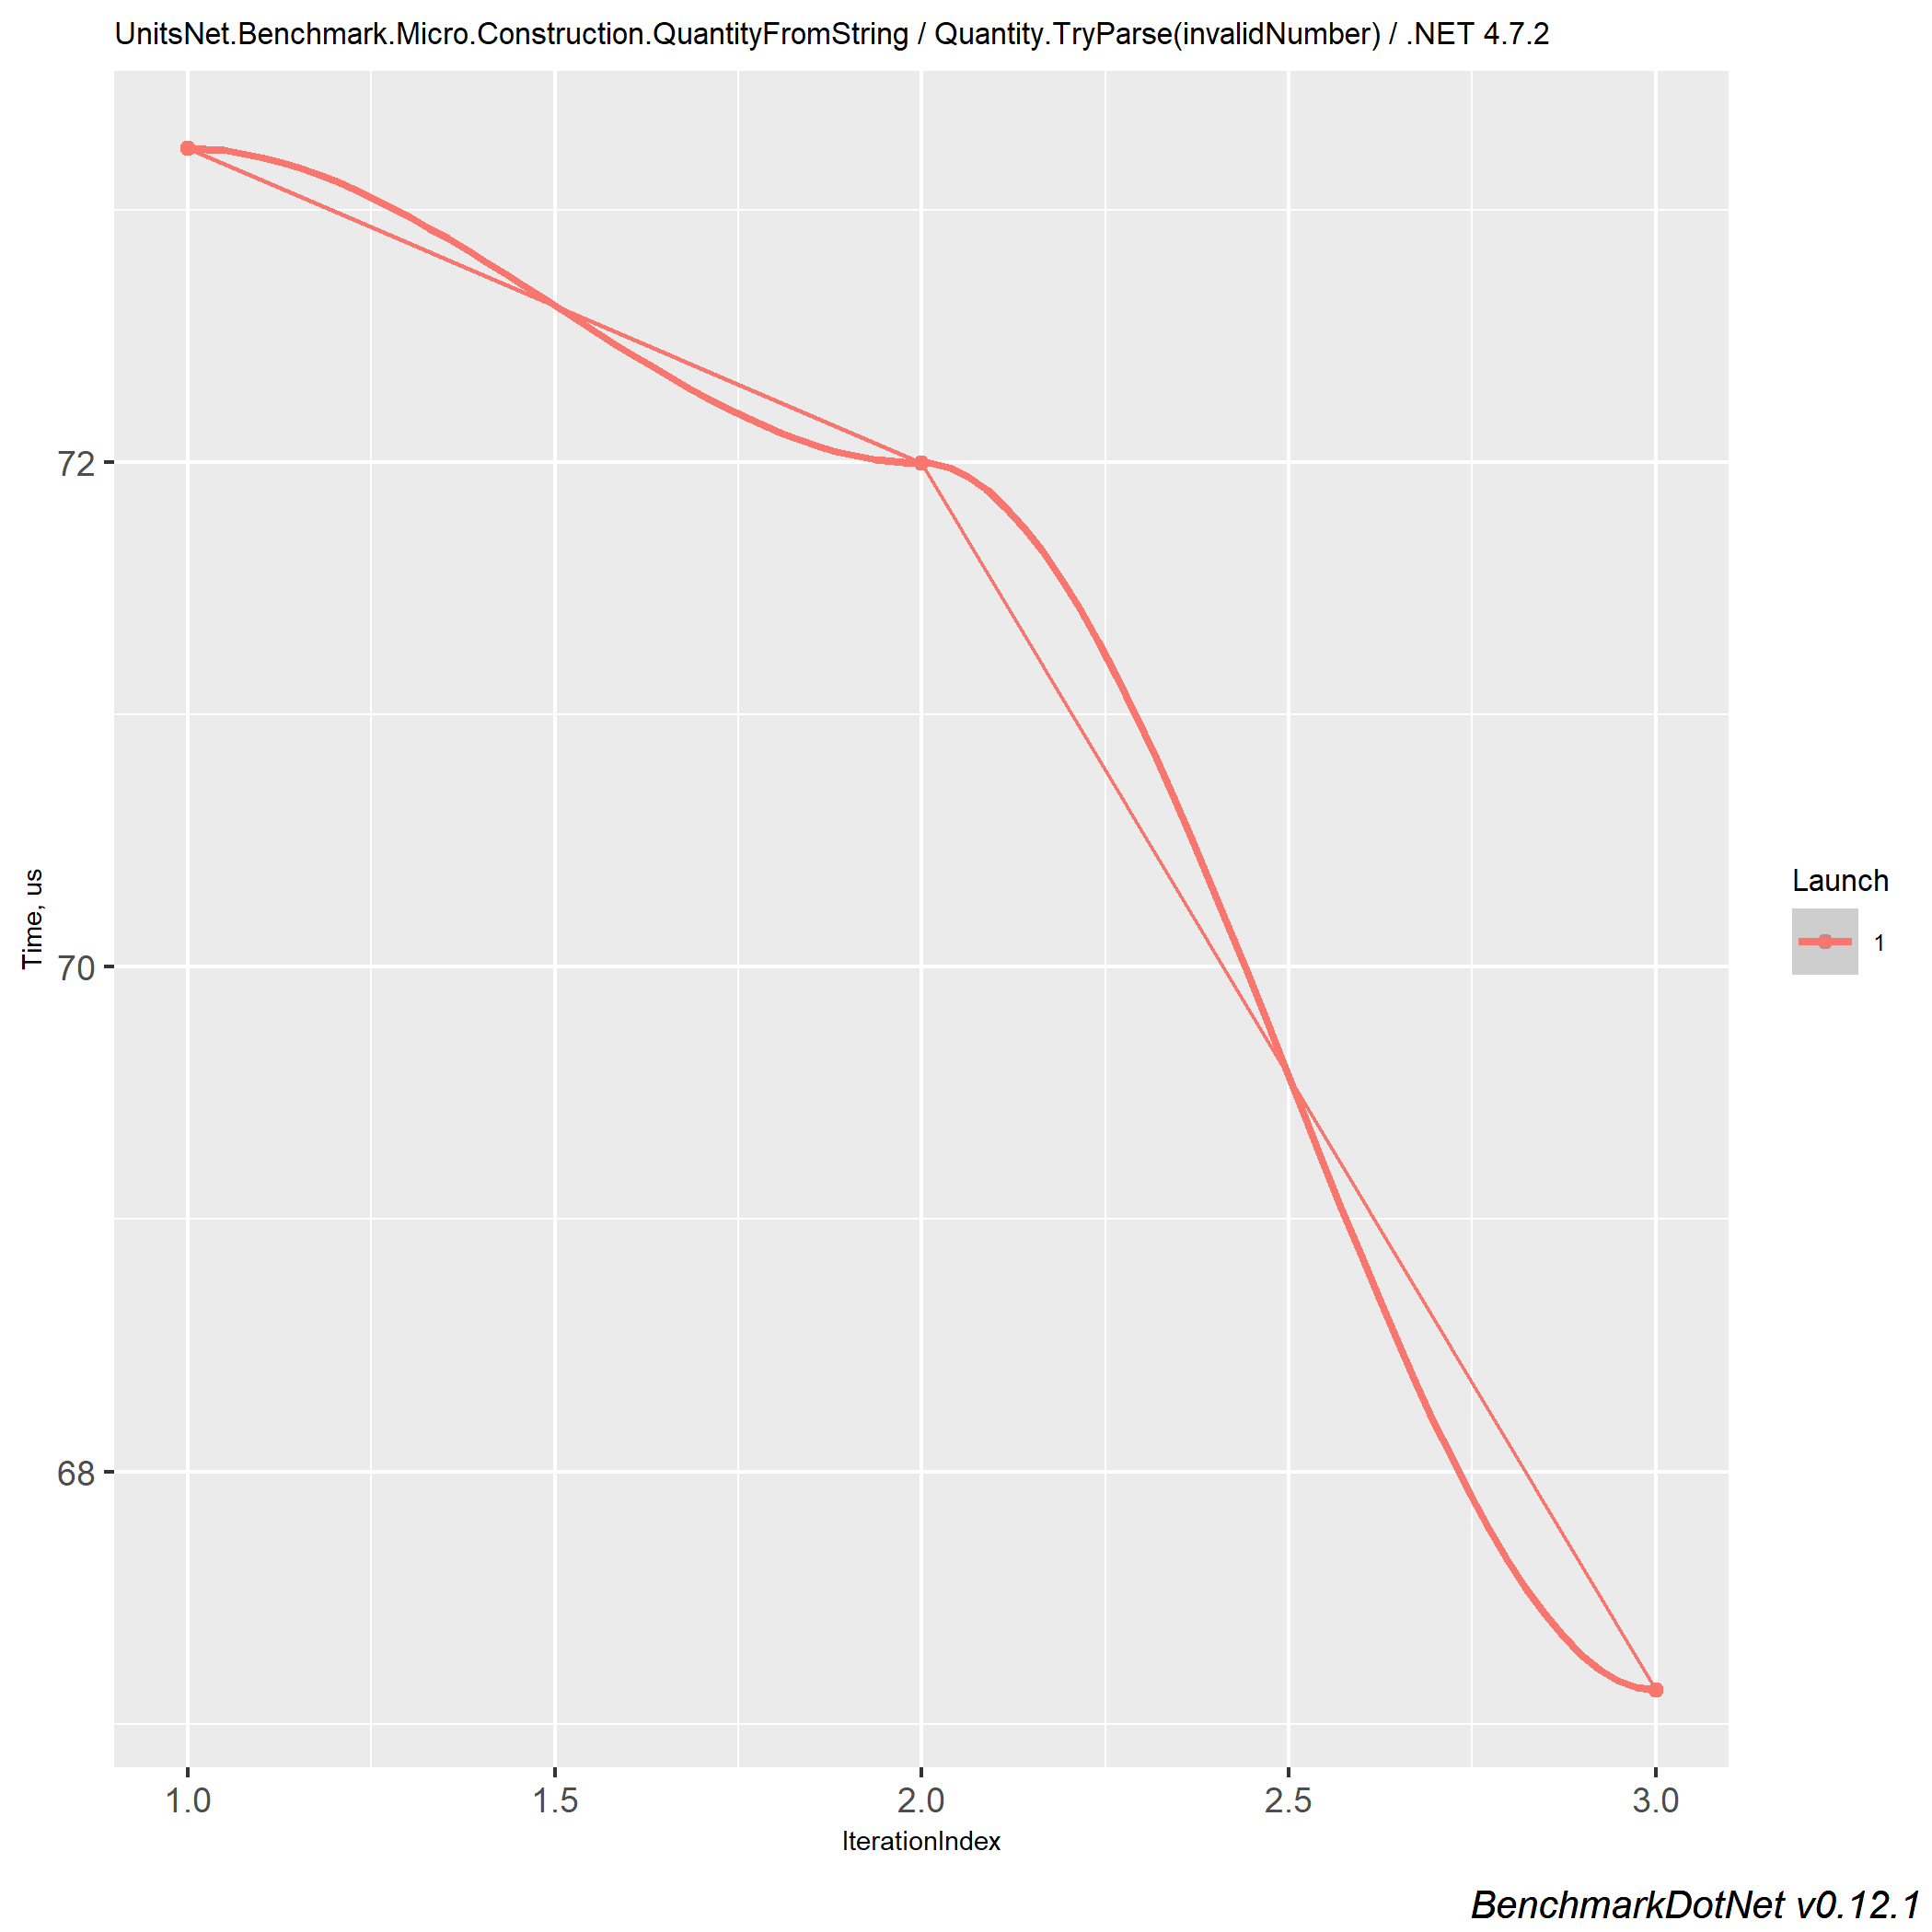 UnitsNet.Benchmark.Micro.Construction.QuantityFromString / Quantity.TryParse(invalidNumber) / .NET 4.7.2
72
70
68
Time, us
1.0 1.5 2.0 2.5 3.0
IterationIndex
Launch
1
BenchmarkDotNet v0.12.1